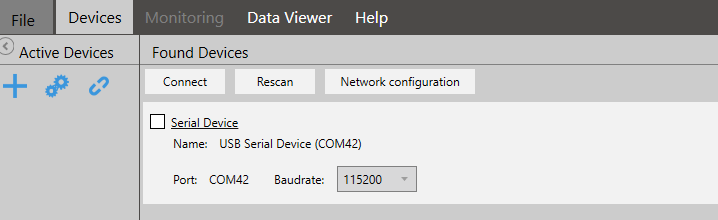 File Devices Monitoring Data Viewer Help
Active Devices Found Devices
Connect Rescan Network configuration
Serial Device
Name: USB Serial Device (COM42)
Port: COM42 Baudrate: 115200